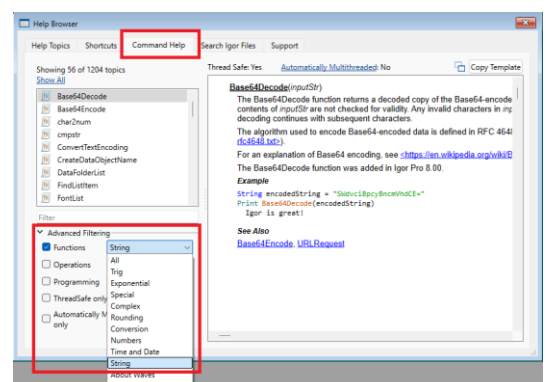 Help Browser
Help Topics Shortcuts Command Help Search Igor Files Support
Showing 56 of 1204 topics
Show All
Base64Decode
Base64Encode
char2num
cmpstr
ConvertTextEncoding
CreateDataObjectName
DataFolderList
FindListItem
FontList
Filter
Advanced Filtering
Functions String
Operations
Programming
ThreadSafe only
Automatically M
only
All
Trig
Exponential
Special
Complex
Rounding
Conversion
Numbers
Time and Date
String
About Waves
Thread Safe: Yes Automatically Multithreaded: No Copy Template
Base64Decode(inputStr)
The Base64Decode function returns a decoded copy of the Base64-encode
contents of inputStr are not checked for validity. Any invalid characters in inp
decoding continues with subsequent characters.
The algorithm used to encode Base64-encoded data is defined in RFC 464
rfc4648.txt>).
For an explanation of Base64 encoding, see <https://en.wikipedia.org/wiki/B
The Base64Decode function was added in Igor Pro 8.00.
Example
String encodedString = "SWdvciBpcyBncmVhdCE="
Print Base64Decode(encodedString)
Igor is great!
See Also
Base64Encode, URLRequest